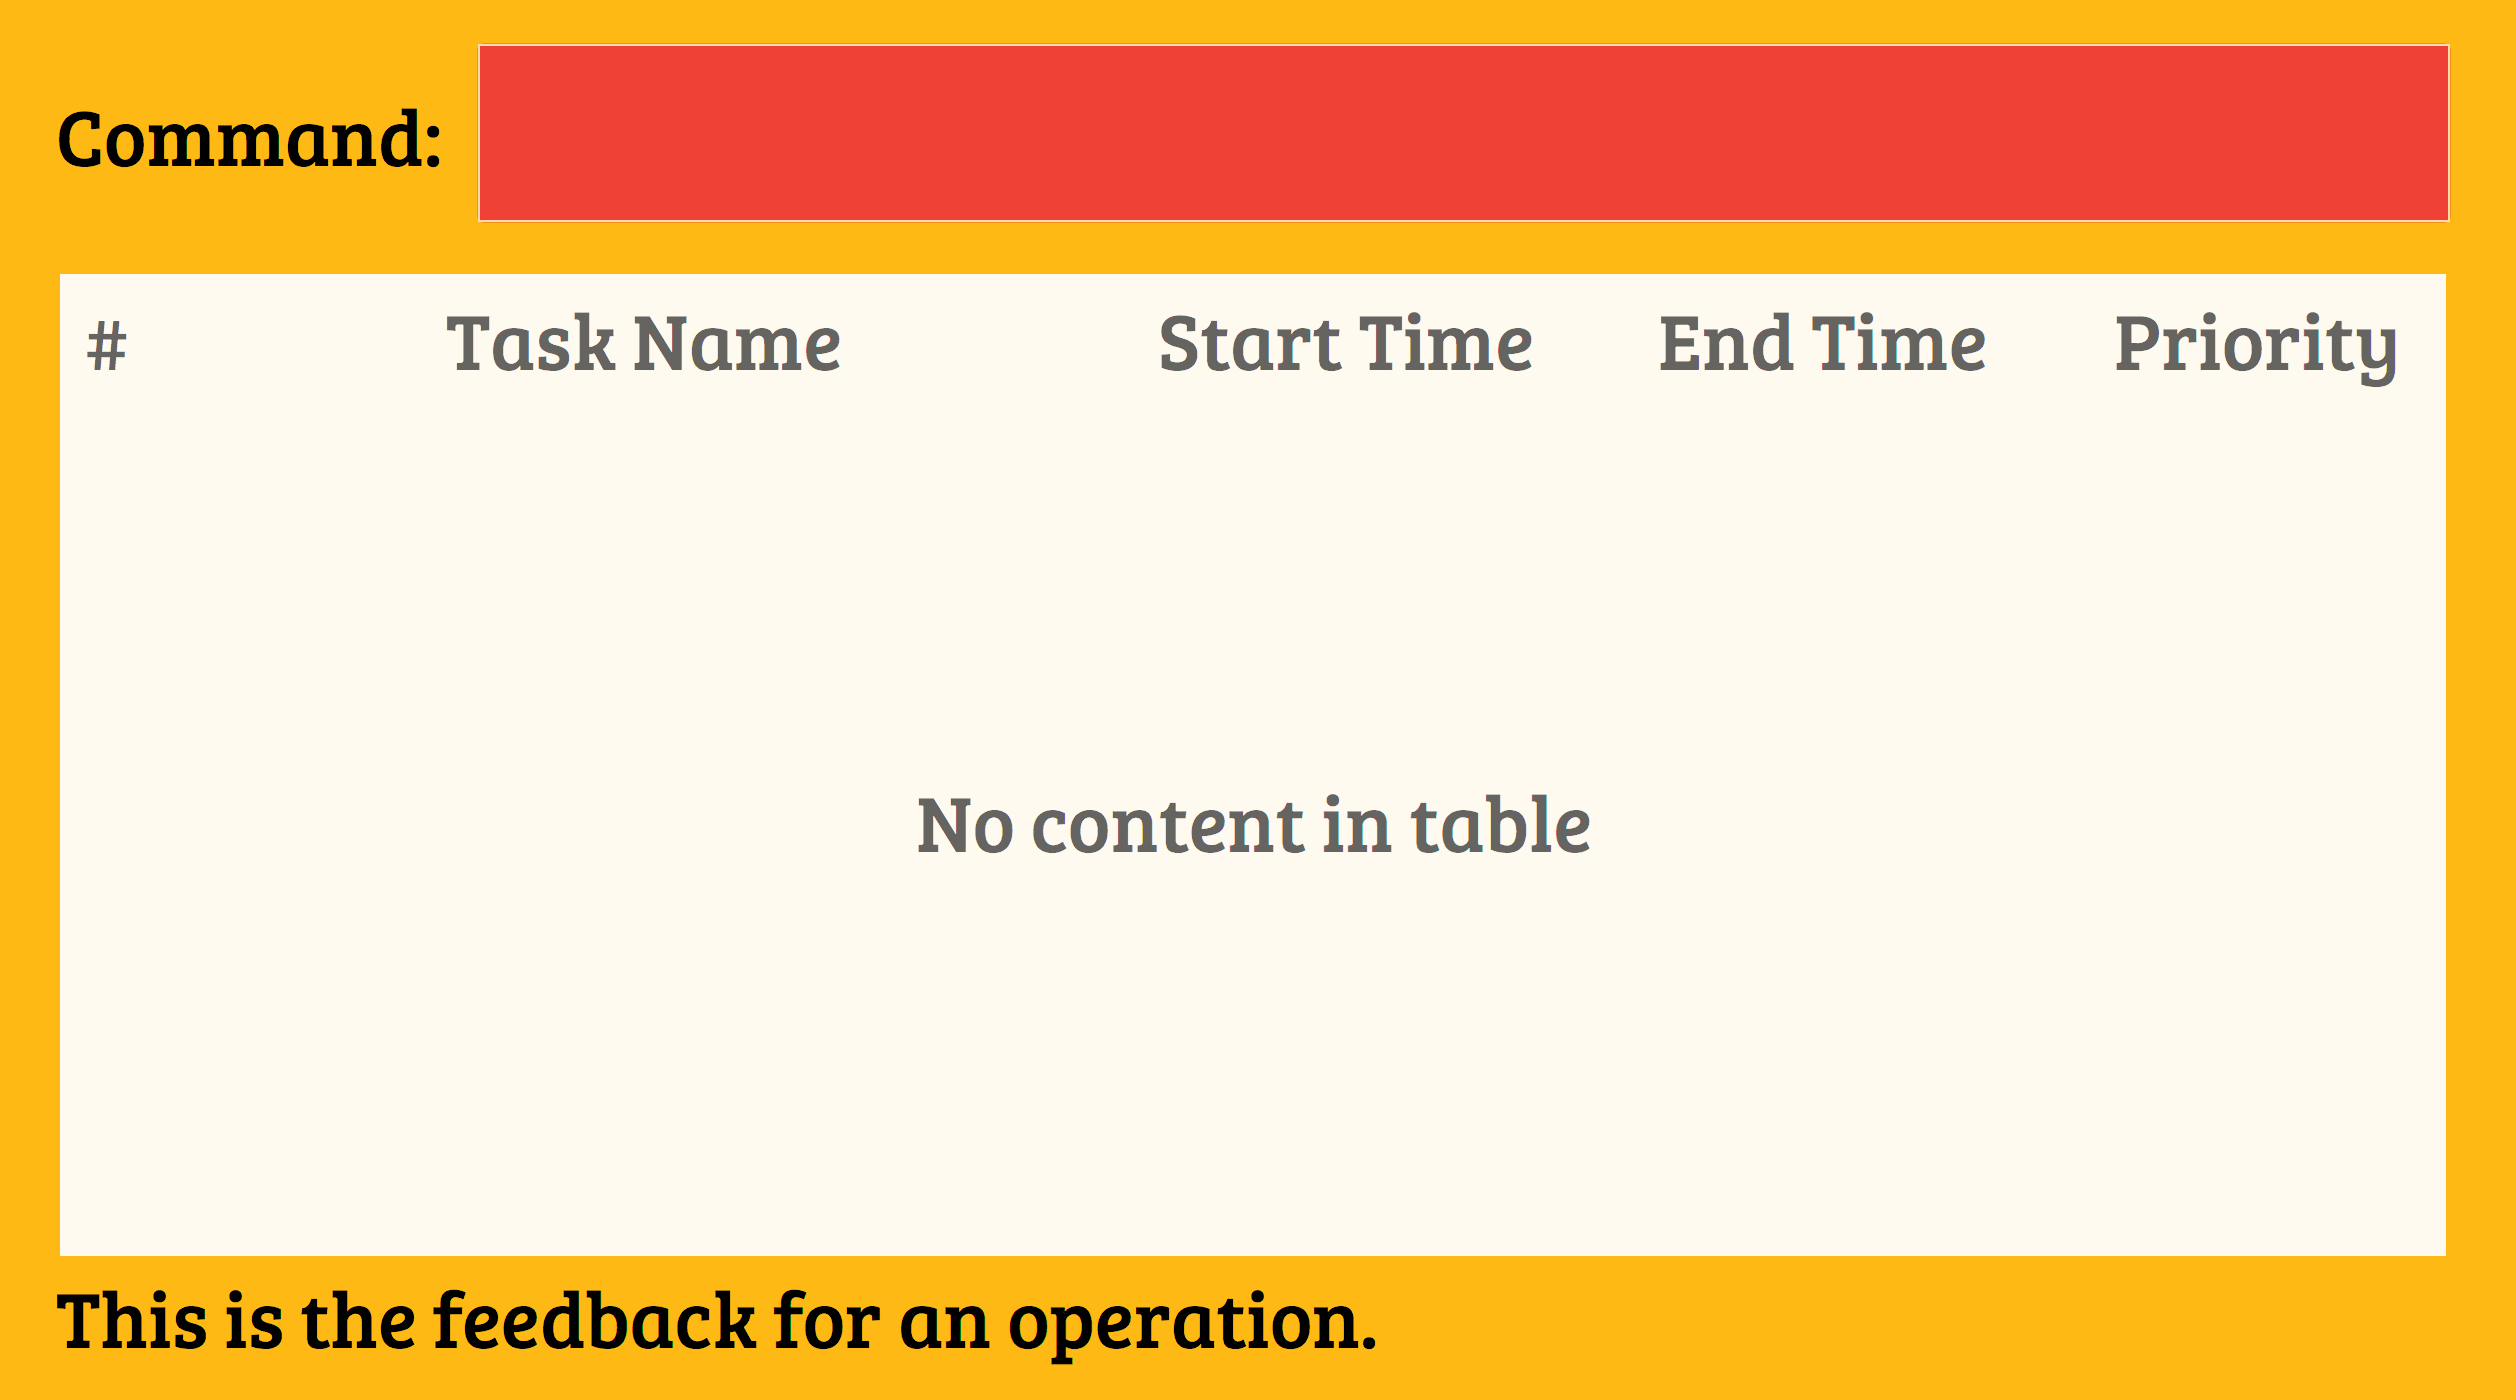 Command:
# Task Name Start Time End Time Priority
No content in table
This is the feedback for an operation.